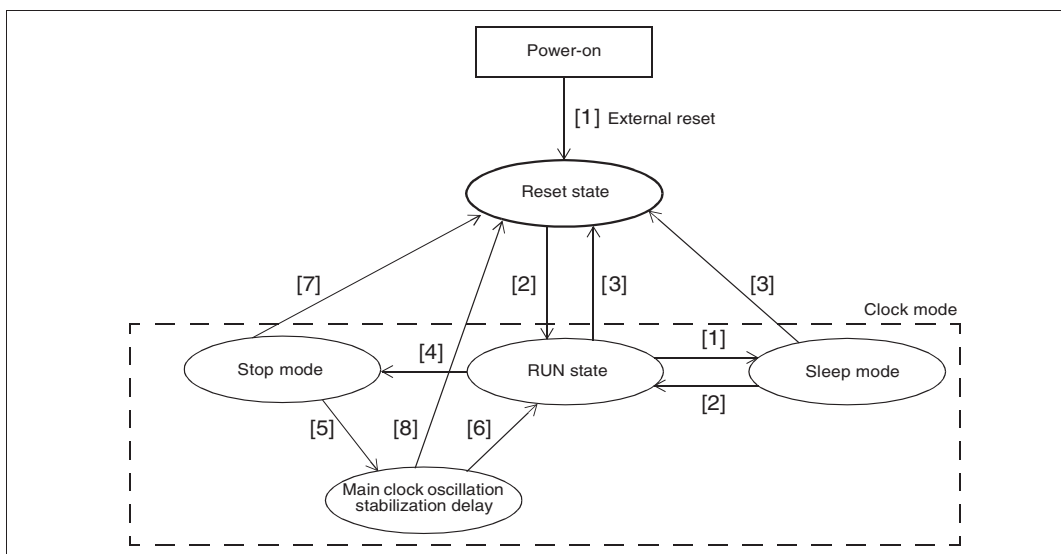 Power-on
[1] External reset
Reset state
[7]
[2]
[3]
[3]
Clock mode
Stop mode
[4]
RUN state
[1]
[2]
Sleep mode
[5]
[8]
[6]
Main clock oscillation
stabilization delay